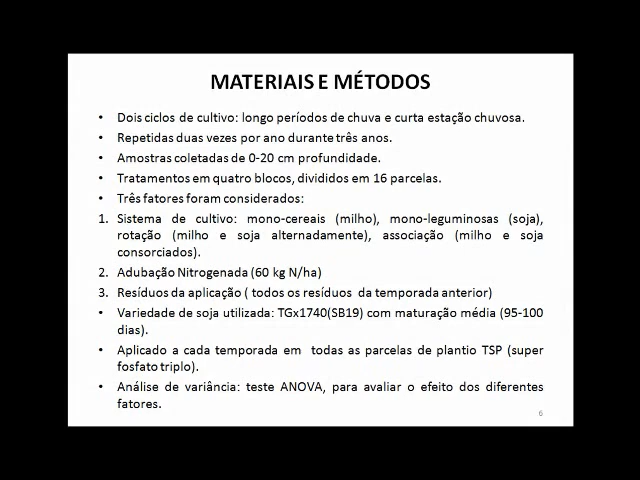 MATERIAIS E MÉTODOS
• Dois ciclos de cultivo: longo períodos de chuva e curta estação chuvosa.
• Repetidas duas vezes por ano durante três anos.
• Amostras coletadas de 0-20 cm profundidade.
• Tratamentos em quatro blocos, divididos em 16 parcelas.
• Três fatores foram considerados:
1. Sistema de cultivo: mono-cereais (milho), mono-leguminosas (soja),
rotação (milho e soja alternadamente), associação (milho e soja
consorciados).
2. Adubação Nitrogenada (60 kg N/ha)
3. Resíduos da aplicação ( todos os resíduos da temporada anterior)
• Variedade de soja utilizada: TGx1740(SB19) com maturação média (95-100
dias).
• Aplicado a cada temporada em todas as parcelas de plantio TSP (super
fosfato triplo).
• Análise de variância: teste ANOVA, para avaliar o efeito dos diferentes
fatores.
6